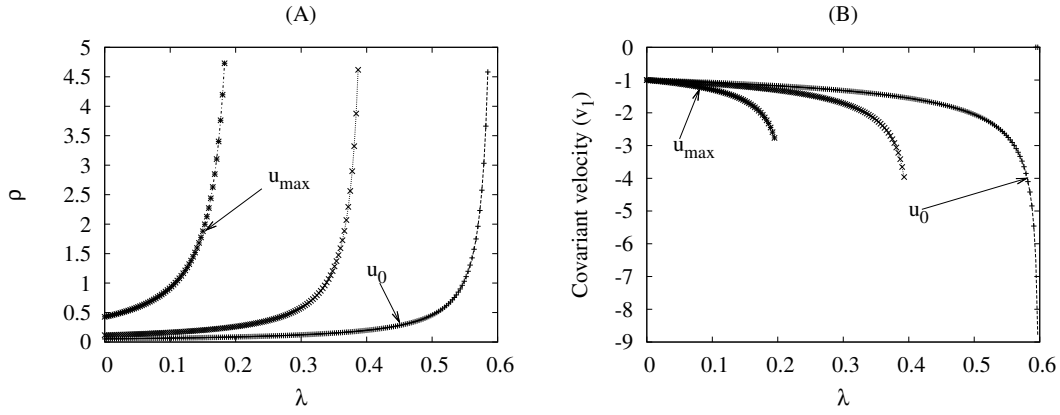 (A)
5
4.5
4
3.5
3
2.5
2
1.5
1
0.5
0
ρ
u_max
u_0
0 0.1 0.2 0.3 0.4 0.5 0.6
λ
(B)
0
-1
-2
-3
-4
-5
-6
-7
-8
-9
Covariant velocity (v_1)
u_max
u_0
0 0.1 0.2 0.3 0.4 0.5 0.6
λ